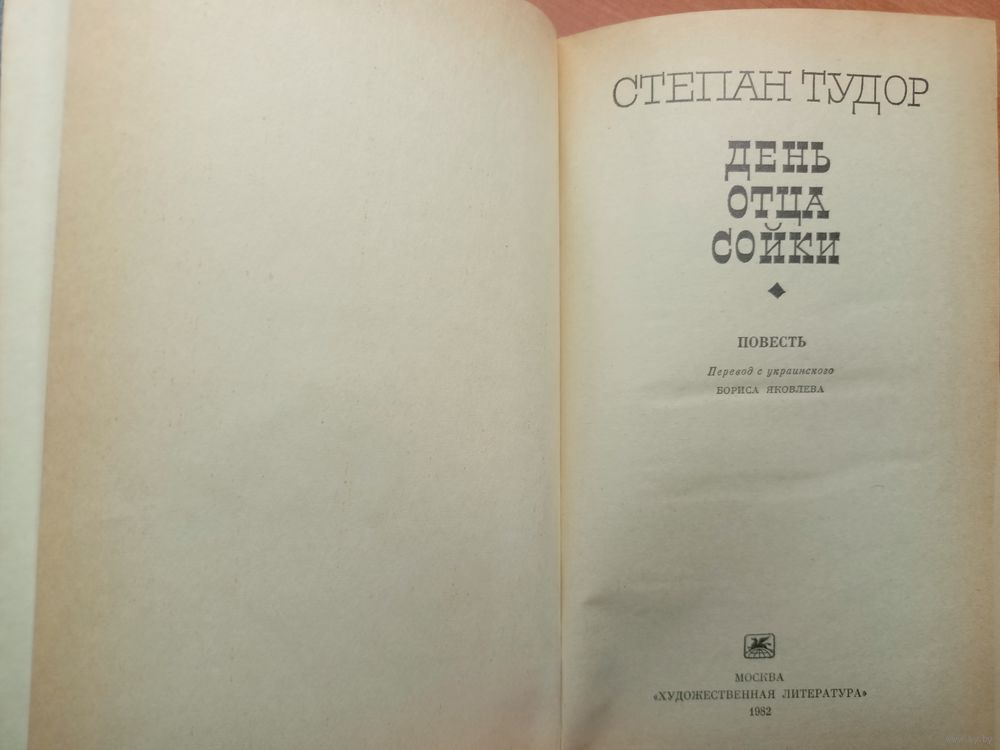 СТЕПАН ТУДОР
ДЕНЬ
ОТЦА
СОЙКИ
ПОВЕСТЬ
Перевод с украинского
БОРИСА ЯКОВЛЕВА
МОСКВА
«ХУДОЖЕСТВЕННАЯ ЛИТЕРАТУРА»
1982